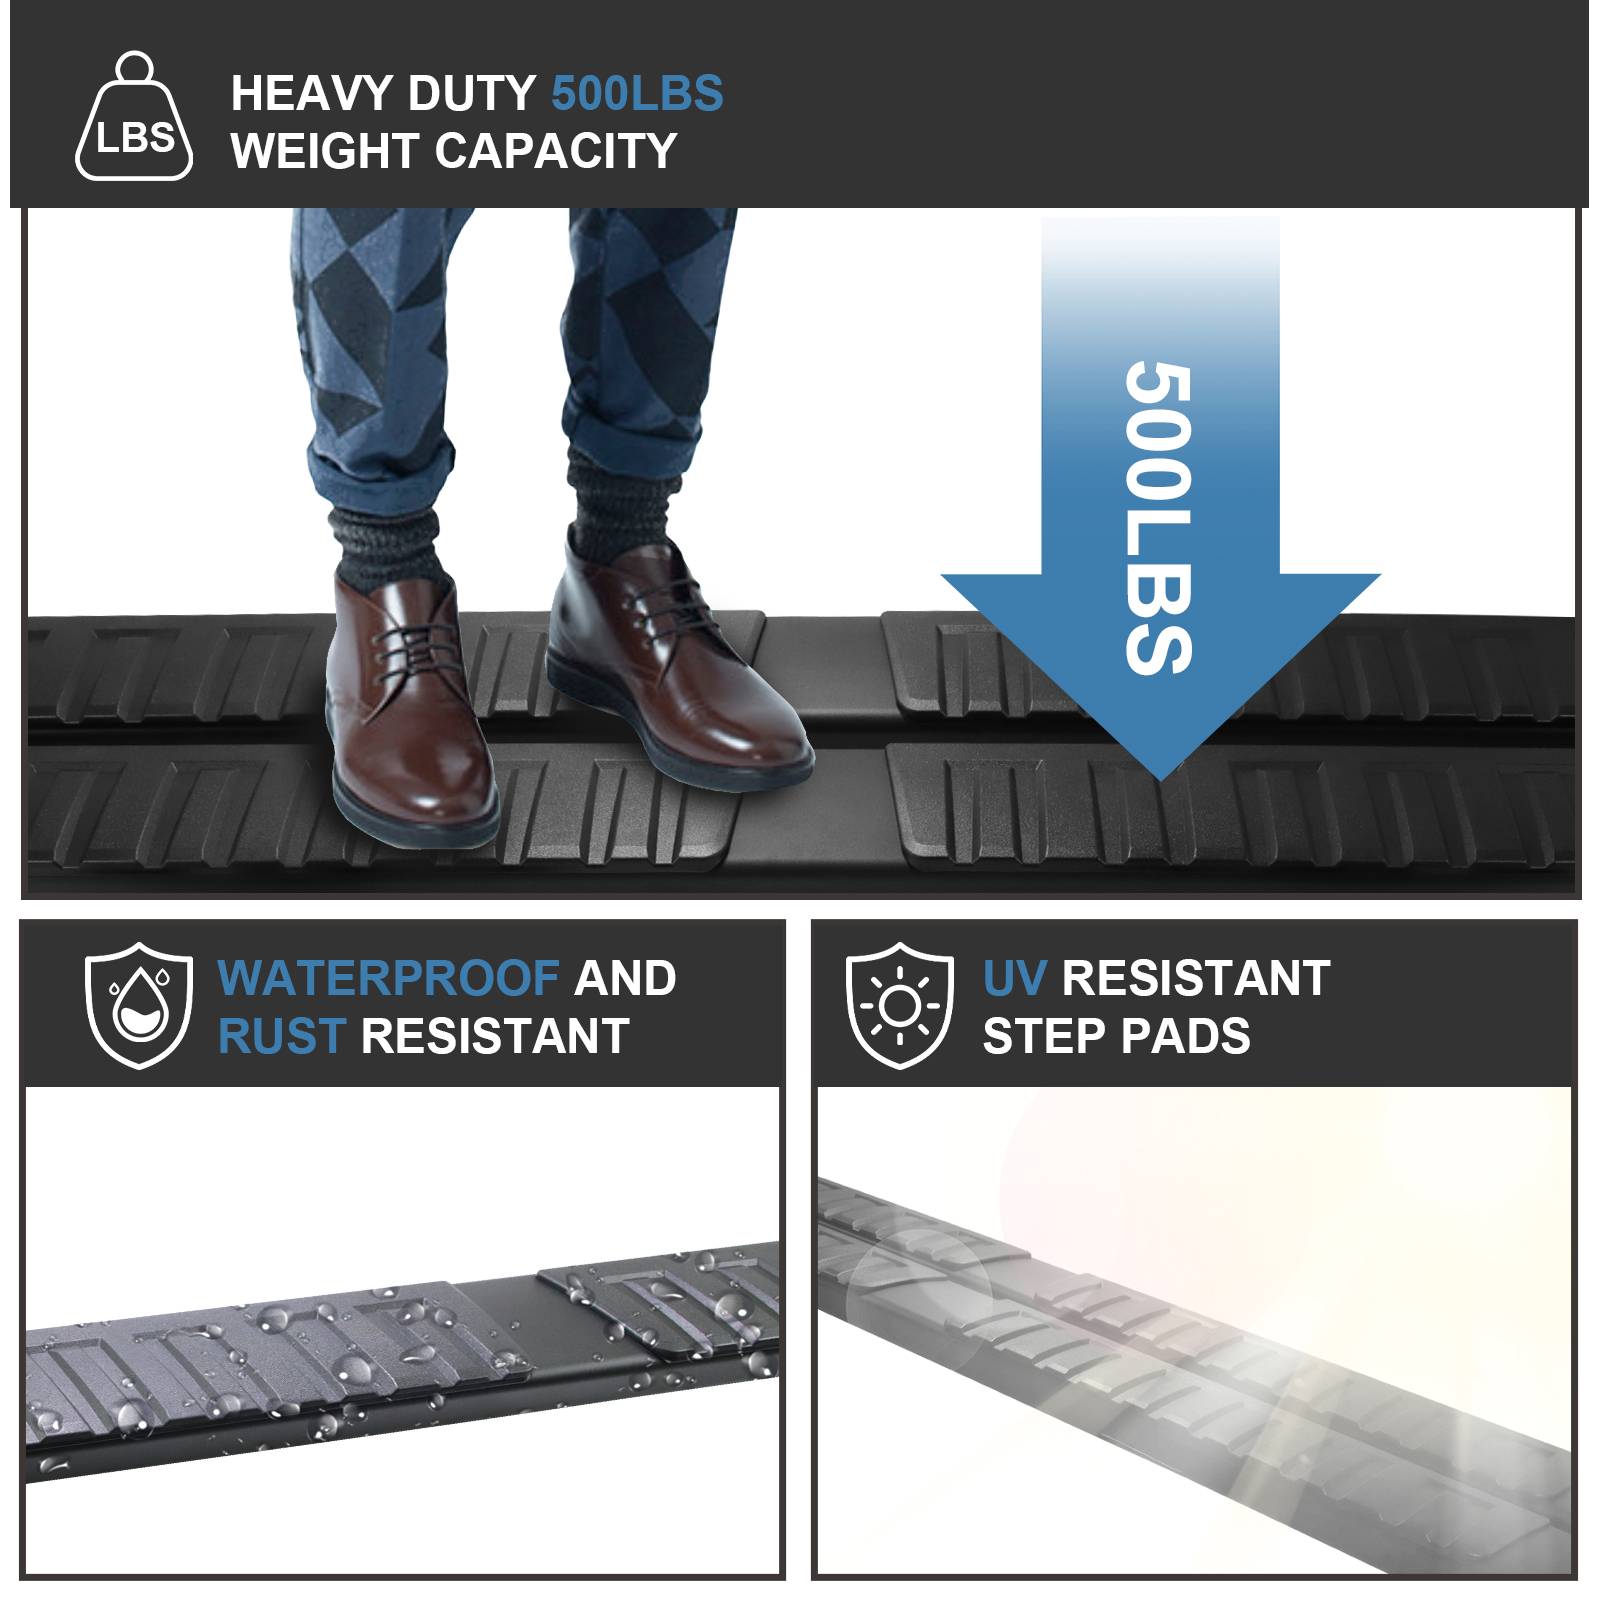 LBS
HEAVY DUTY 500LBS
WEIGHT CAPACITY
500LBS
WATERPROOF AND
RUST RESISTANT
UV RESISTANT
STEP PADS